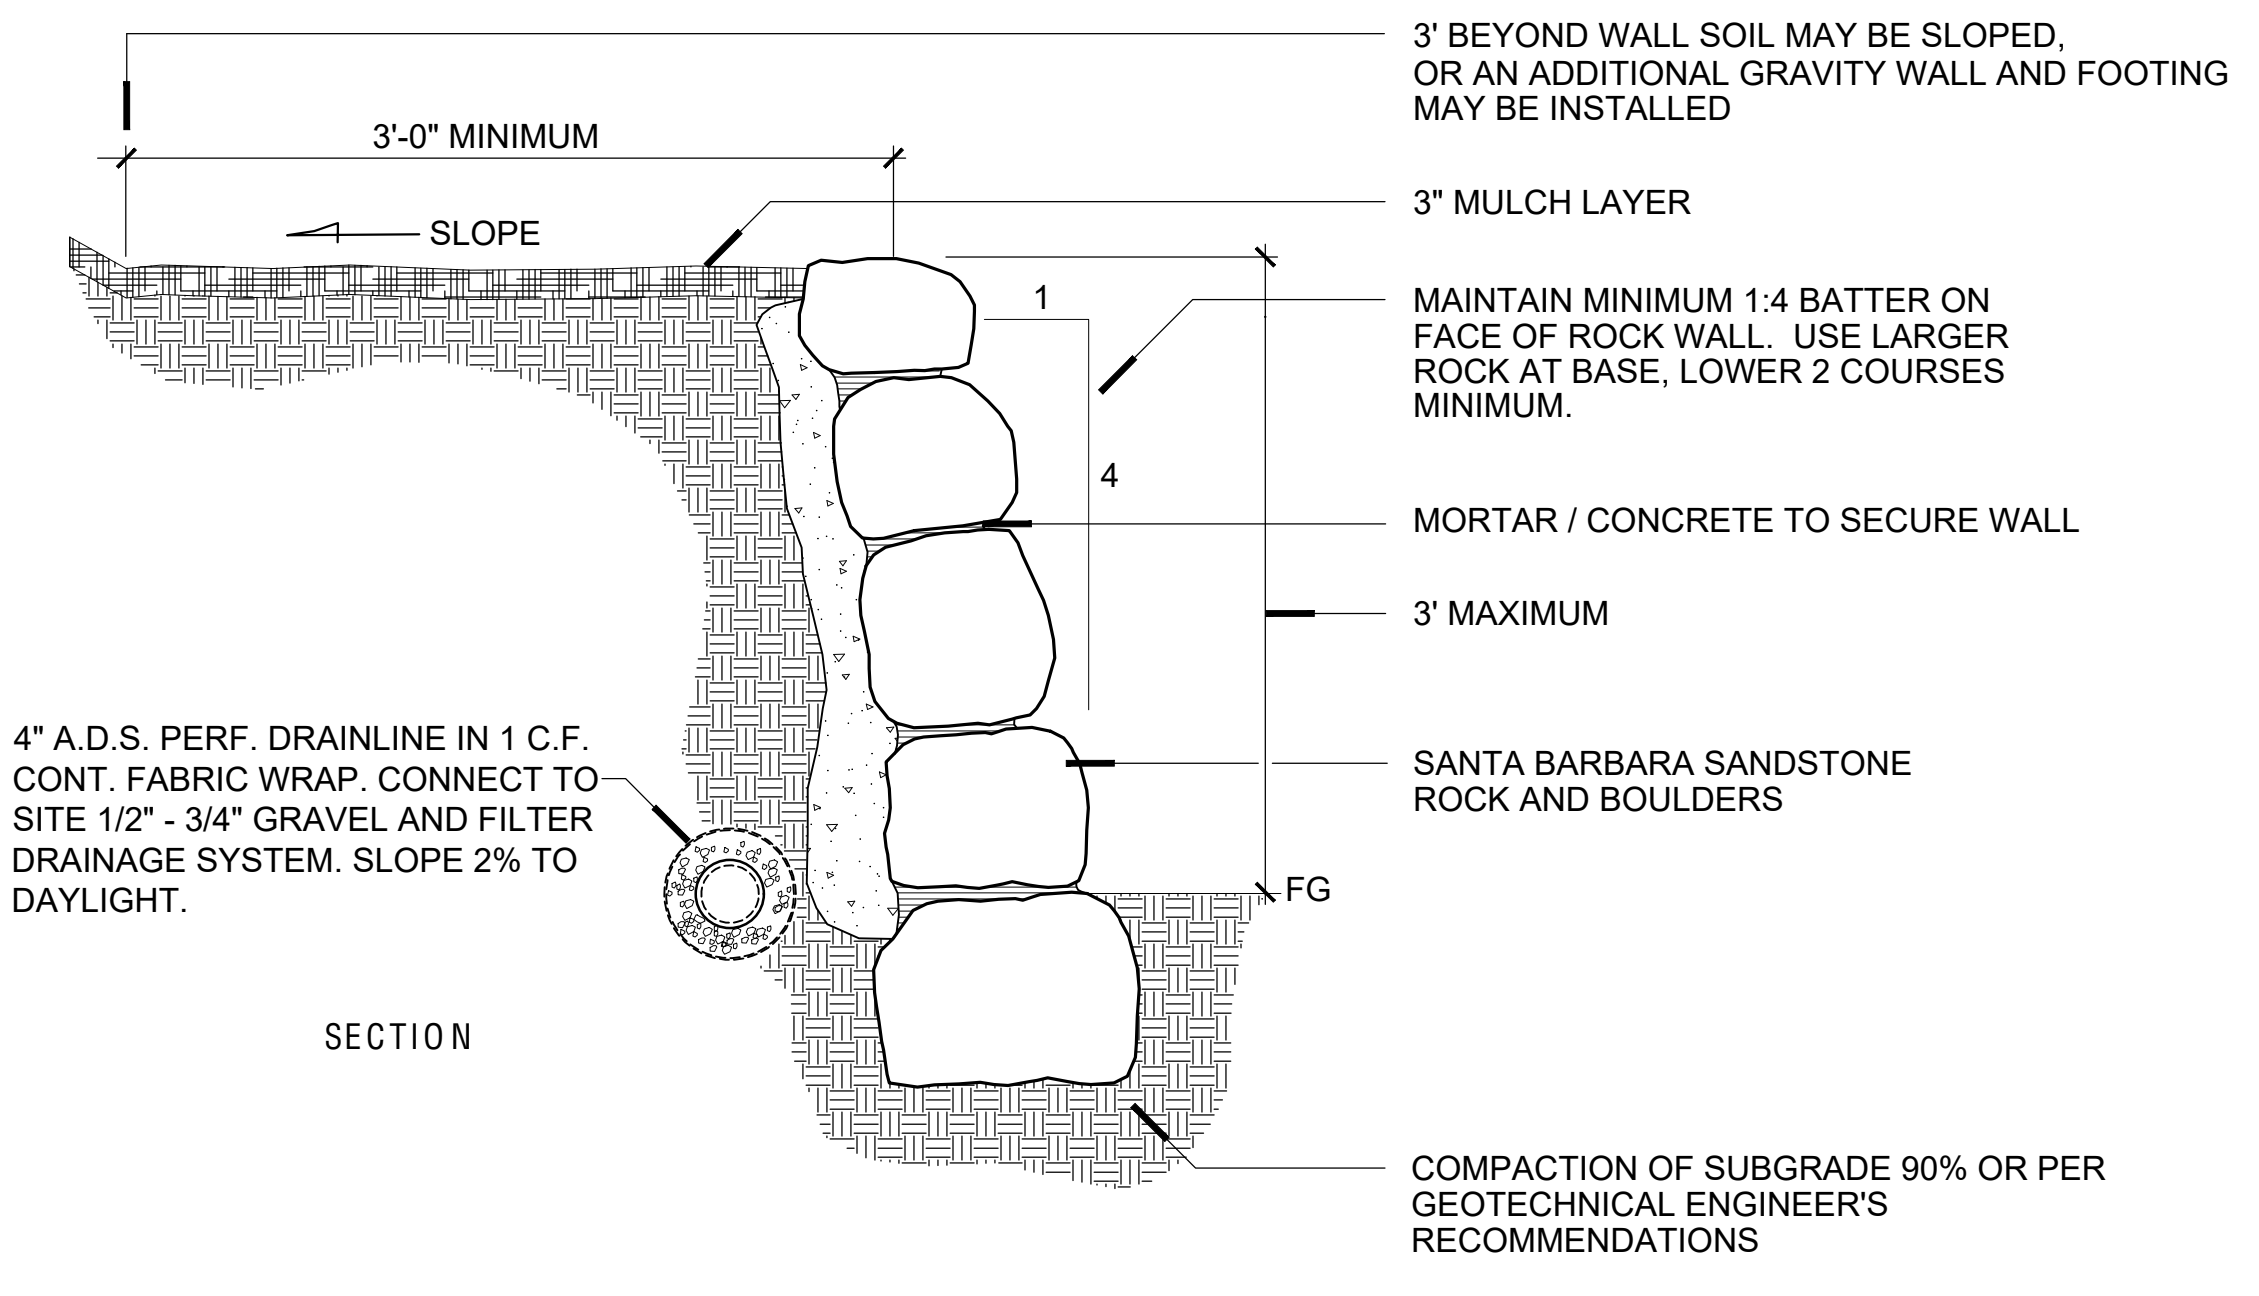 3' BEYOND WALL SOIL MAY BE SLOPED,
OR AN ADDITIONAL GRAVITY WALL AND FOOTING
MAY BE INSTALLED
3'-0" MINIMUM
3" MULCH LAYER
SLOPE
1
MAINTAIN MINIMUM 1:4 BATTER ON
FACE OF ROCK WALL. USE LARGER
ROCK AT BASE, LOWER 2 COURSES
MINIMUM.
4
MORTAR / CONCRETE TO SECURE WALL
3' MAXIMUM
4" A.D.S. PERF. DRAINLINE IN 1 C.F.
CONT. FABRIC WRAP. CONNECT TO
SITE 1/2" - 3/4" GRAVEL AND FILTER
DRAINAGE SYSTEM. SLOPE 2% TO
DAYLIGHT.
SANTA BARBARA SANDSTONE
ROCK AND BOULDERS
FG
SECTION
COMPACTION OF SUBGRADE 90% OR PER
GEOTECHNICAL ENGINEER'S
RECOMMENDATIONS